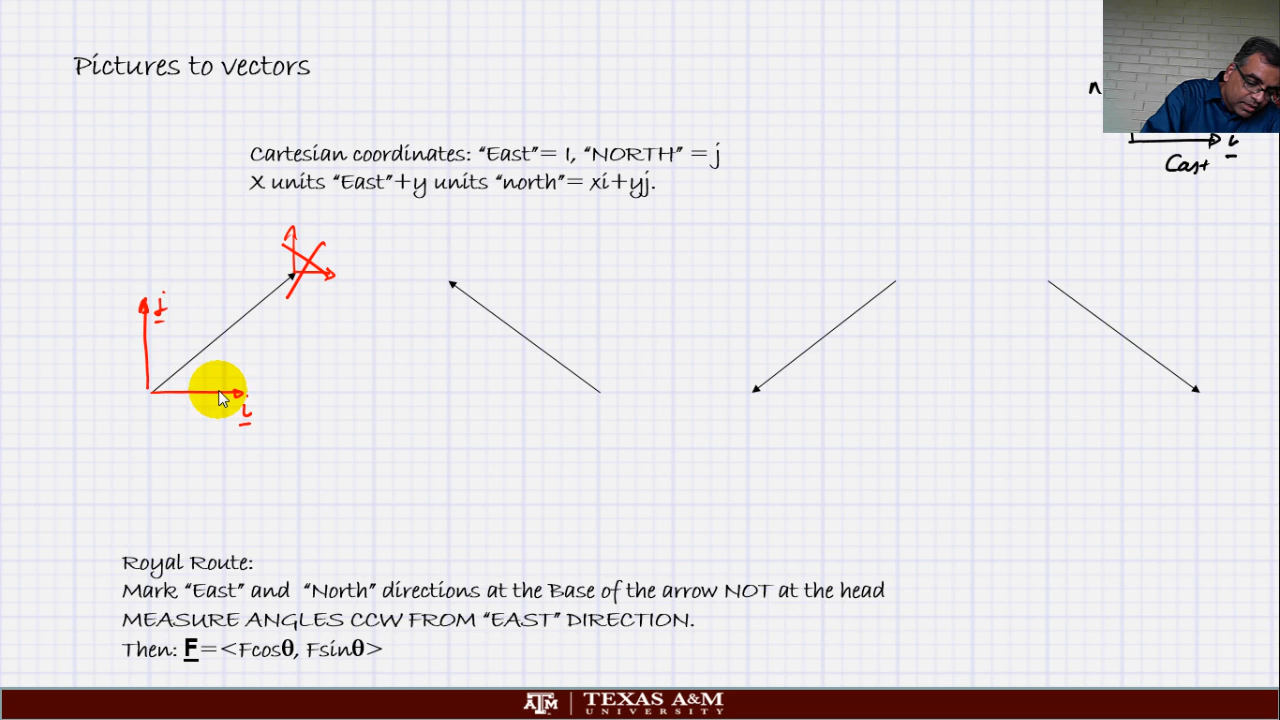 Pictures to vectors
n
Cartesian coordinates: “East”= I, “NORTH” = j
X units “East”+y units “north”= xi+yj.
i
East
j
i
Royal Route:
Mark “East” and “North” directions at the Base of the arrow NOT at the head
MEASURE ANGLES CCW FROM “EAST” DIRECTION.
Then: F=<Fcosθ, Fsinθ>
ATM | TEXAS A&M
UNIVERSITY